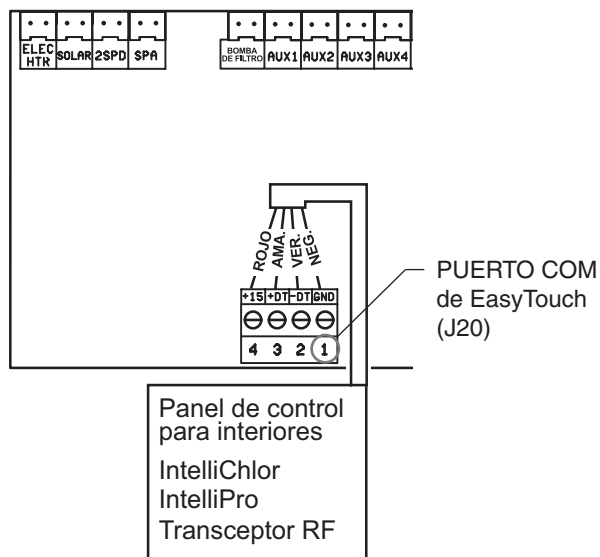 ELEC HTR SOLAR 2SPD SPA BOMBA DE FILTRO AUX1 AUX2 AUX3 AUX4
ROJO AMA. VER. NEG.
+15 +DT -DT GND
4 3 2 1
PUERTO COM
de EasyTouch
(J20)
Panel de control
para interiores
IntelliChlor
IntelliPro
Transceptor RF